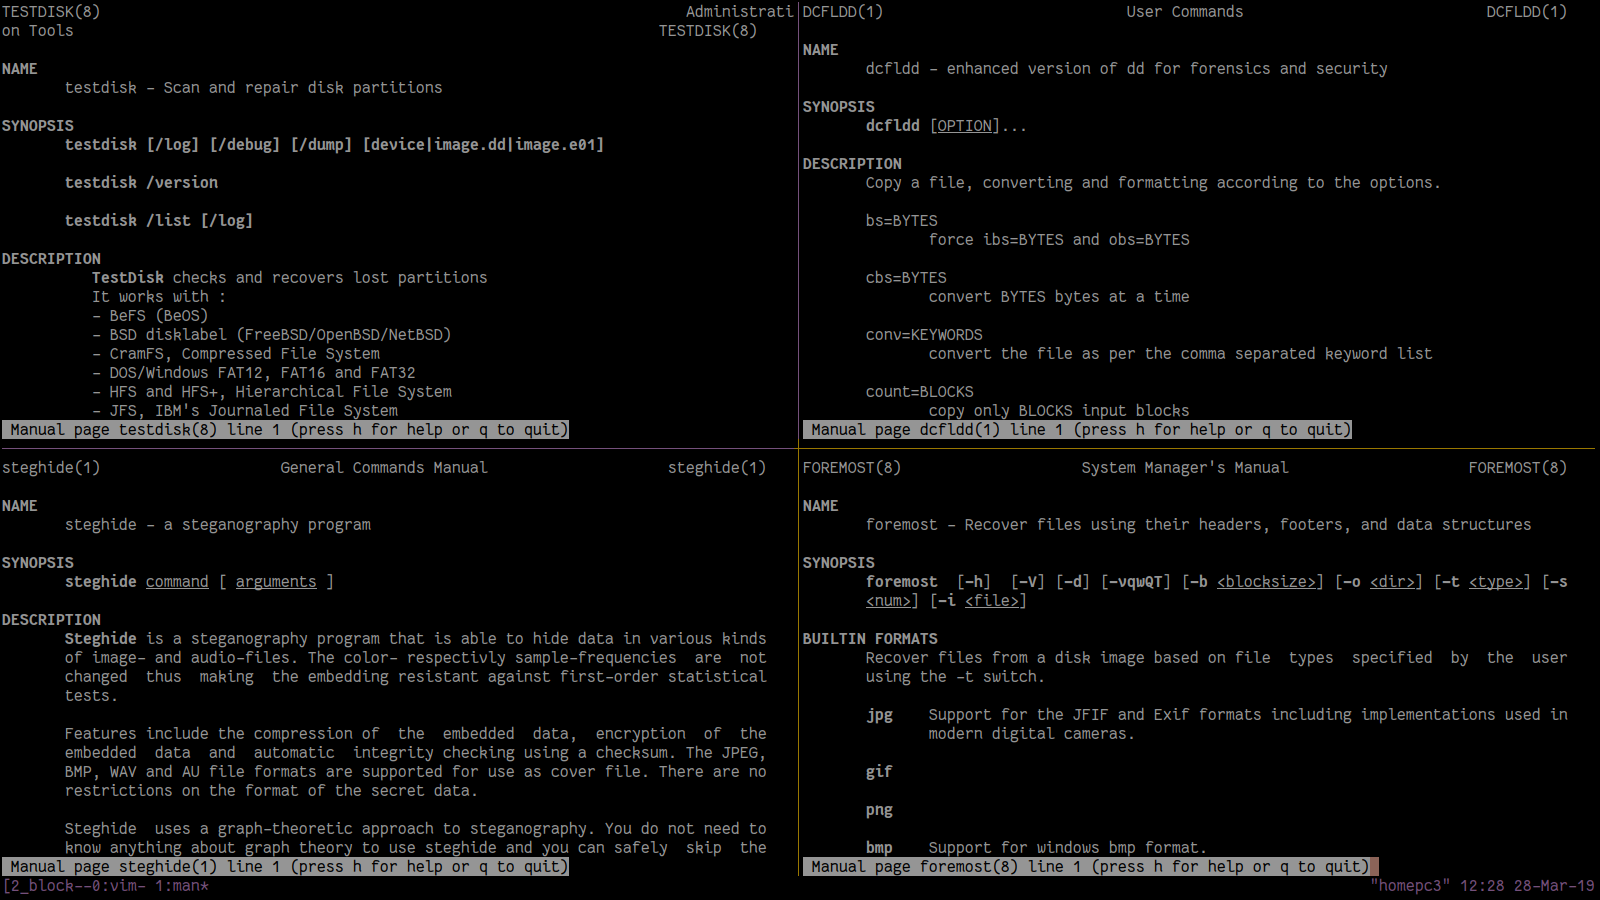 TESTDISK(8) Administrati
on Tools TESTDISK(8)
NAME
testdisk - Scan and repair disk partitions
SYNOPSIS
testdisk [/log] [/debug] [/dump] [device|image.dd|image.e01]
testdisk /version
testdisk /list [/log]
DESCRIPTION
TestDisk checks and recovers lost partitions
It works with :
- BeFS (BeOS)
- BSD disklabel (FreeBSD/OpenBSD/NetBSD)
- CramFS, Compressed File System
- DOS/Windows FAT12, FAT16 and FAT32
- HFS and HFS+, Hierarchical File System
- JFS, IBM's Journaled File System
Manual page testdisk(8) line 1 (press h for help or q to quit)
DCFLDD(1) User Commands DCFLDD(1)
NAME
dcfldd - enhanced version of dd for forensics and security
SYNOPSIS
dcfldd [OPTION]...
DESCRIPTION
Copy a file, converting and formatting according to the options.
bs=BYTES
force ibs=BYTES and obs=BYTES
cbs=BYTES
convert BYTES bytes at a time
conv=KEYWORDS
convert the file as per the comma separated keyword list
count=BLOCKS
copy only BLOCKS input blocks
Manual page dcfldd(1) line 1 (press h for help or q to quit)
steghide(1) General Commands Manual steghide(1)
NAME
steghide - a steganography program
SYNOPSIS
steghide command [ arguments ]
DESCRIPTION
Steghide is a steganography program that is able to hide data in various kinds
of image- and audio-files. The color- respectivly sample-frequencies are not
changed thus making the embedding resistant against first-order statistical
tests.
Features include the compression of the embedded data, encryption of the
embedded data and automatic integrity checking using a checksum. The JPEG,
BMP, WAV and AU file formats are supported for use as cover file. There are no
restrictions on the format of the secret data.
Steghide uses a graph-theoretic approach to steganography. You do not need to
know anything about graph theory to use steghide and you can safely skip the
Manual page steghide(1) line 1 (press h for help or q to quit)
FOREMOST(8) System Manager's Manual FOREMOST(8)
NAME
foremost - Recover files using their headers, footers, and data structures
SYNOPSIS
foremost [-h] [-V] [-d] [-vqwQT] [-b <blocksize>] [-o <dir>] [-t <type>] [-s
<num>] [-i <file>]
BUILTIN FORMATS
Recover files from a disk image based on file types specified by the user
using the -t switch.
jpg Support for the JFIF and Exif formats including implementations used in
modern digital cameras.
gif
png
bmp Support for windows bmp format.
Manual page foremost(8) line 1 (press h for help or q to quit)
[2_block--0:vim- 1:man* "homepc3" 12:28 28-Mar-19